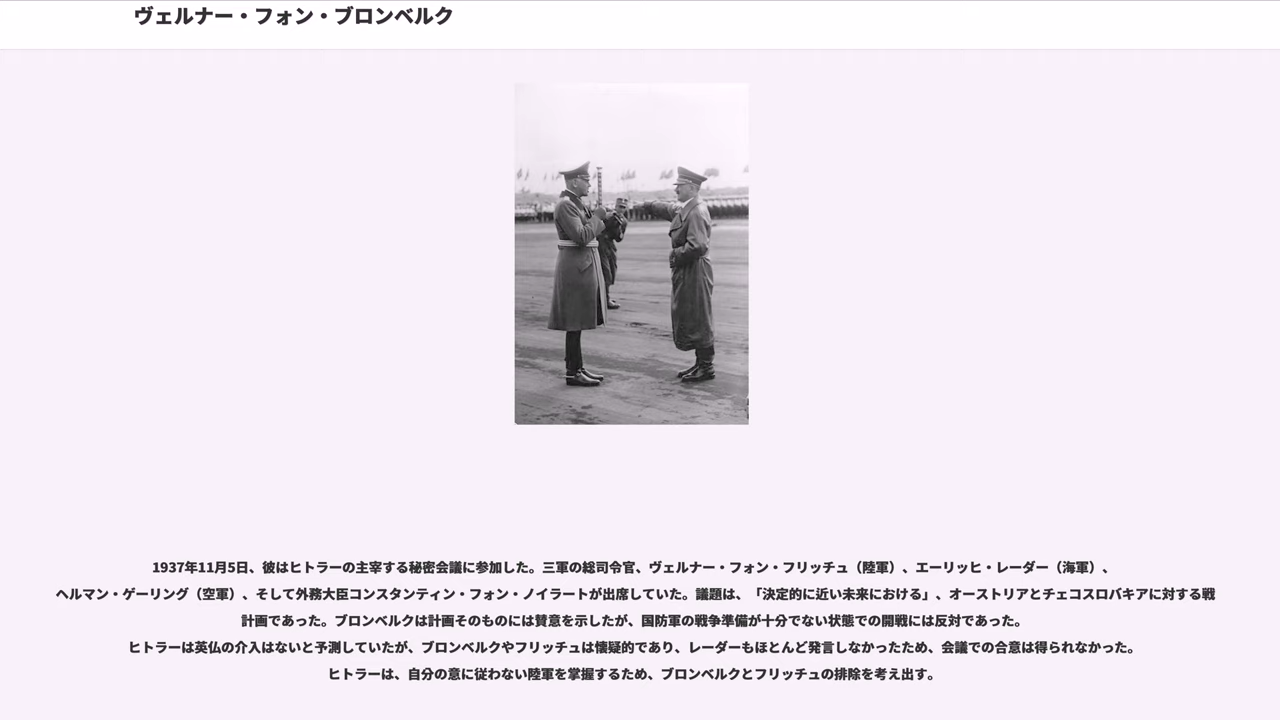 ヴェルナー・フォン・ブロンベルク
1937年11月5日、彼はヒトラーの主宰する秘密会議に参加した。三軍の総司令官、ヴェルナー・フォン・フリッチュ（陸軍）、エーリッヒ・レーダー（海軍）、
ヘルマン・ゲーリング（空軍）、そして外務大臣コンスタンティン・フォン・ノイラートが出席していた。議題は、「決定的に近い未来における」、オーストリアとチェコスロバキアに対する戦
計画であった。ブロンベルクは計画そのものには賛意を示したが、国防軍の戦争準備が十分でない状態での開戦には反対であった。
ヒトラーは英仏の介入はないと予測していたが、ブロンベルクやフリッチュは懐疑的であり、レーダーもほとんど発言しなかったため、会議での合意は得られなかった。
ヒトラーは、自分の意に従わない陸軍を掌握するため、ブロンベルクとフリッチュの排除を考え出す。